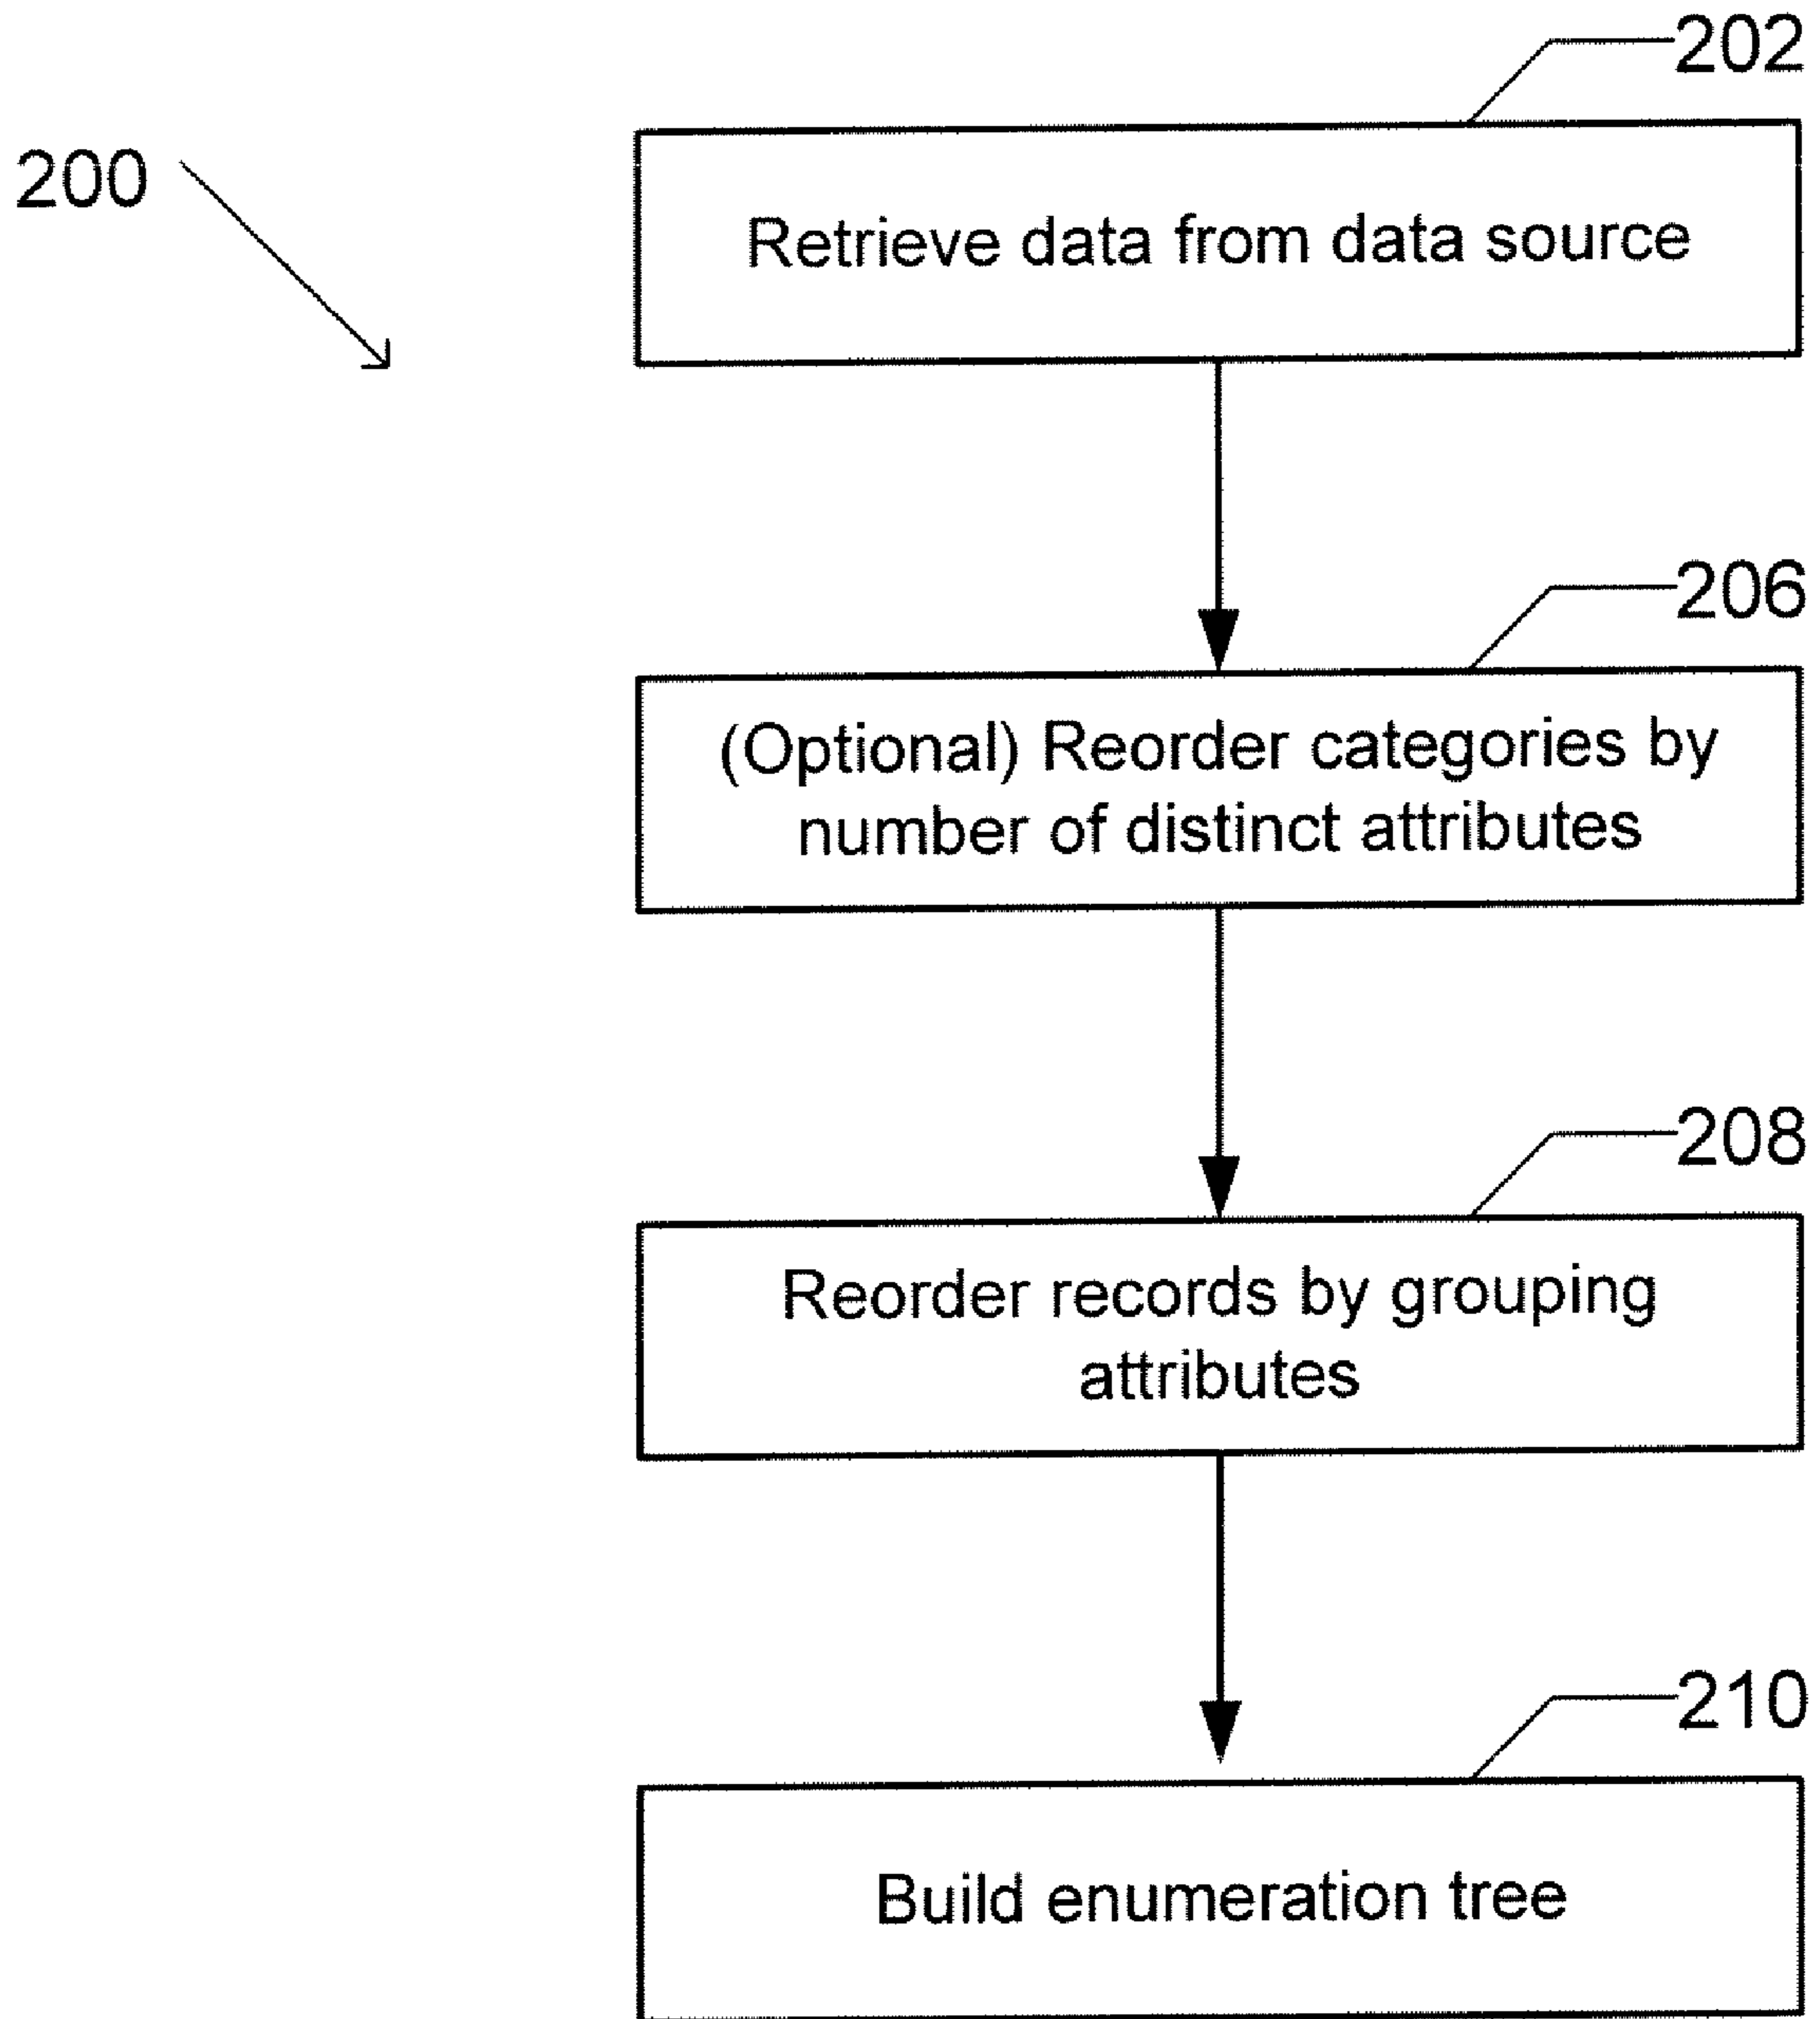 202
200
Retrieve data from data source
206
(Optional) Reorder categories by
number of distinct attributes
208
Reorder records by grouping
attributes
210
Build enumeration tree